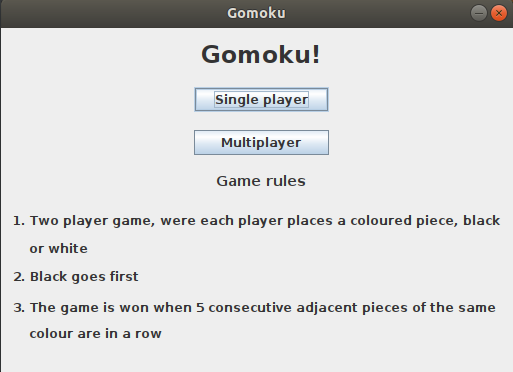 Gomoku
Gomoku!
Single player
Multiplayer
Game rules
1. Two player game, were each player places a coloured piece, black
or white
2. Black goes first
3. The game is won when 5 consecutive adjacent pieces of the same
colour are in a row